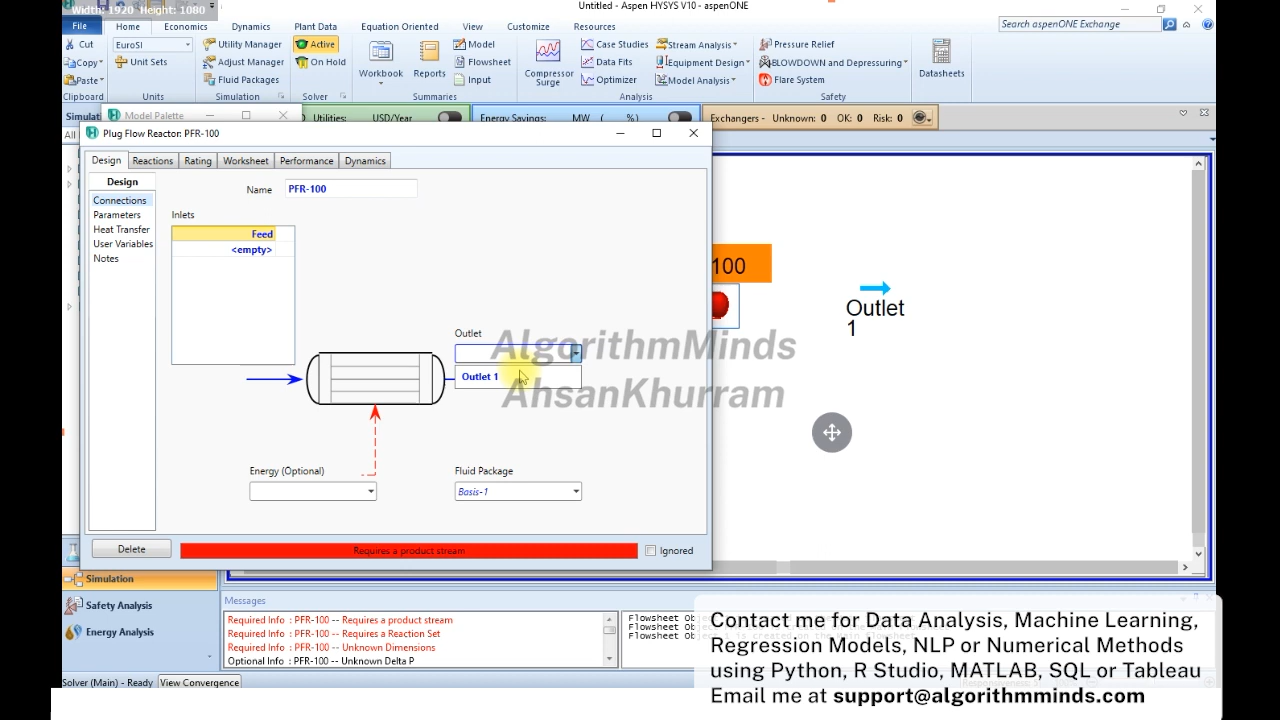 Width: 1920 Height: 1080
Untitled - Aspen HYSYS V10 - aspenONE
File Home Economics Dynamics Plant Data Equation Oriented View Customize Resources
Search aspenONE Exchange
Cut EuroSI Utility Manager Active Model Flowsheet Case Studies Stream Analysis Pressure Relief
Copy Unit Sets Adjust Manager On Hold Workbook Reports Flowsheet Compressor Surge Data Fits Equipment Design BLOWDOWN and Depressuring Datasheets
Paste Fluid Packages Input Optimizer Model Analysis Flare System
Clipboard Units Simulation Solver Summaries Analysis Safety
Model Palette Utilities: USD/Year Energy Savings: MW ( %) Exchangers - Unknown: 0 OK: 0 Risk: 0
Plug Flow Reactor: PFR-100
Design Reactions Rating Worksheet Performance Dynamics
Design
Connections
Parameters
Heat Transfer
User Variables
Notes
Name PFR-100
Inlets
Feed
<empty>
Outlet
Outlet 1
Energy (Optional)
Fluid Package
Basis-1
Delete
Requires a product stream
Ignored
100
Outlet
1
AlgorithmMinds
AhsanKhurram
Simulation
Safety Analysis
Energy Analysis
Messages
Required Info : PFR-100 -- Requires a product stream
Required Info : PFR-100 -- Requires a Reaction Set
Required Info : PFR-100 -- Unknown Dimensions
Optional Info : PFR-100 -- Unknown Delta P
Solver (Main) - Ready View Convergence
Contact me for Data Analysis, Machine Learning,
Regression Models, NLP or Numerical Methods
using Python, R Studio, MATLAB, SQL or Tableau
Email me at support@algorithmminds.com